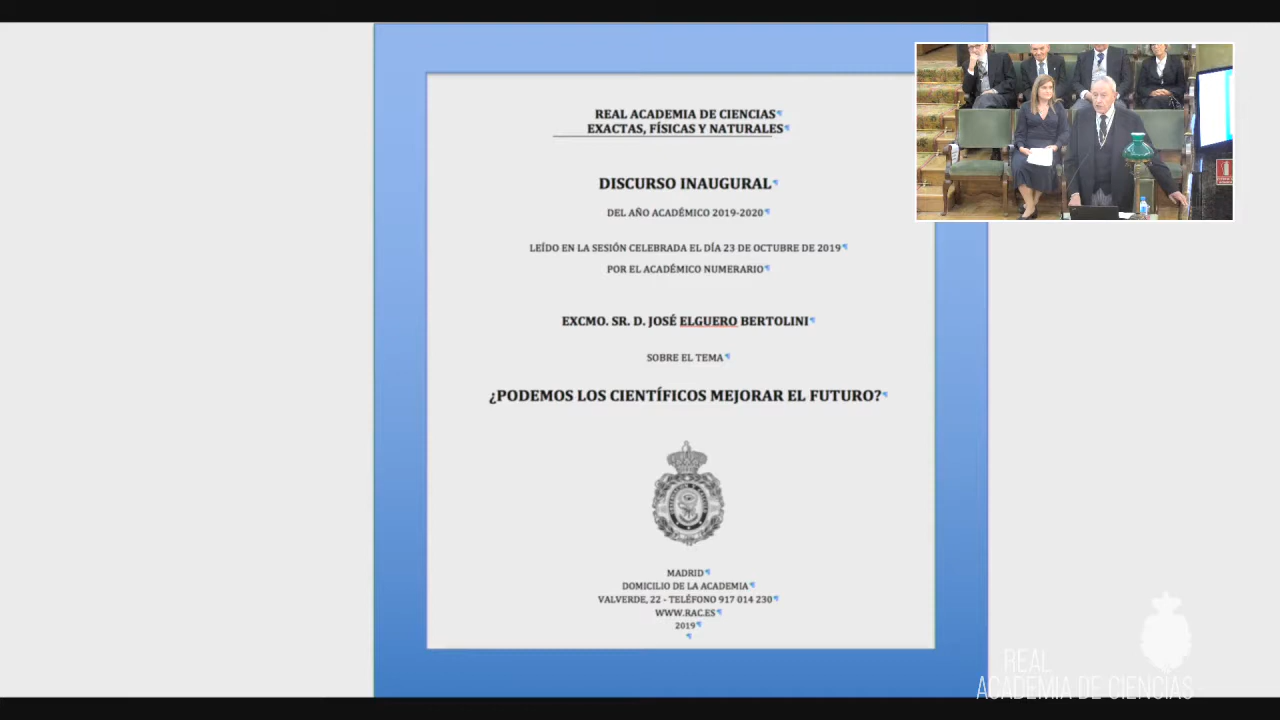 REAL ACADEMIA DE CIENCIAS
EXACTAS, FÍSICAS Y NATURALES
DISCURSO INAUGURAL
DEL AÑO ACADÉMICO 2019-2020
LEÍDO EN LA SESIÓN CELEBRADA EL DÍA 23 DE OCTUBRE DE 2019
POR EL ACADÉMICO NUMERARIO
EXCMO. SR. D. JOSÉ ELGUERO BERTOLINI
SOBRE EL TEMA
¿PODEMOS LOS CIENTÍFICOS MEJORAR EL FUTURO?
MADRID
DOMICILIO DE LA ACADEMIA
VALVERDE, 22 - TELÉFONO 917 014 230
WWW.RAC.ES
2019
REAL
ACADEMIA DE CIENCIAS